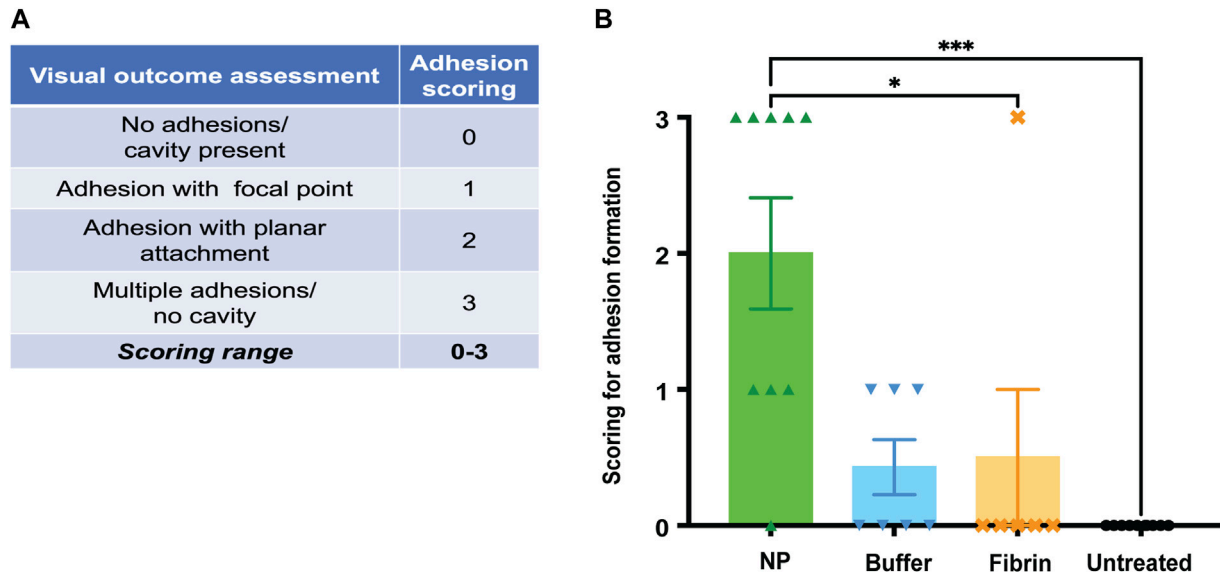 A
Visual outcome assessment
Adhesion
scoring
No adhesions/
cavity present
0
Adhesion with focal point
1
Adhesion with planar
attachment
2
Multiple adhesions/
no cavity
3
Scoring range
0-3
B
***
*
Scoring for adhesion formation
3
2
1
0
NP
Buffer
Fibrin
Untreated